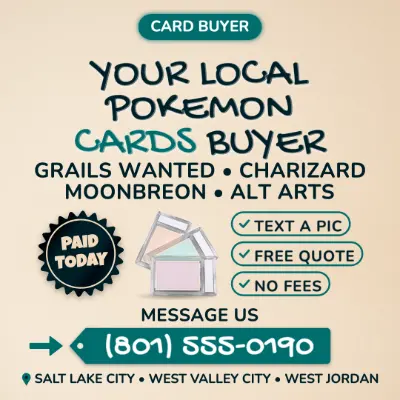 CARD BUYER
YOUR LOCAL
POKEMON
CARDS BUYER
GRAILS WANTED • CHARIZARD
MOONBREON • ALT ARTS
PAID
TODAY
TEXT A PIC
FREE QUOTE
NO FEES
MESSAGE US
(801) 555-0190
SALT LAKE CITY • WEST VALLEY CITY • WEST JORDAN